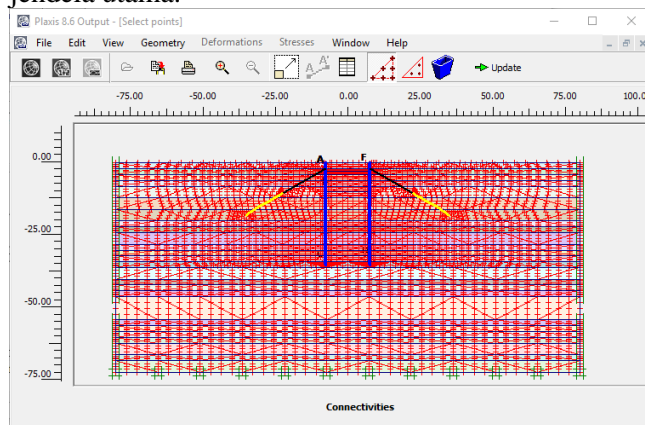 jendela utama.
Plaxis 8.6 Output - [Select points]
File Edit View Geometry Deformations Stresses Window Help
Update
-75.00 -50.00 -25.00 0.00 25.00 50.00 75.00 100.0
0.00
A F
-25.00
-50.00
-75.00
Connectivities